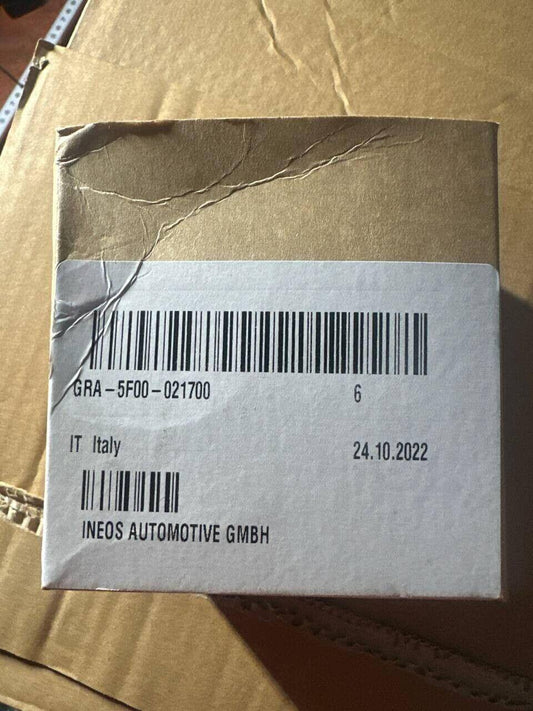 GRA-5F00-021700 6
IT Italy 24.10.2022
INEOS AUTOMOTIVE GMBH